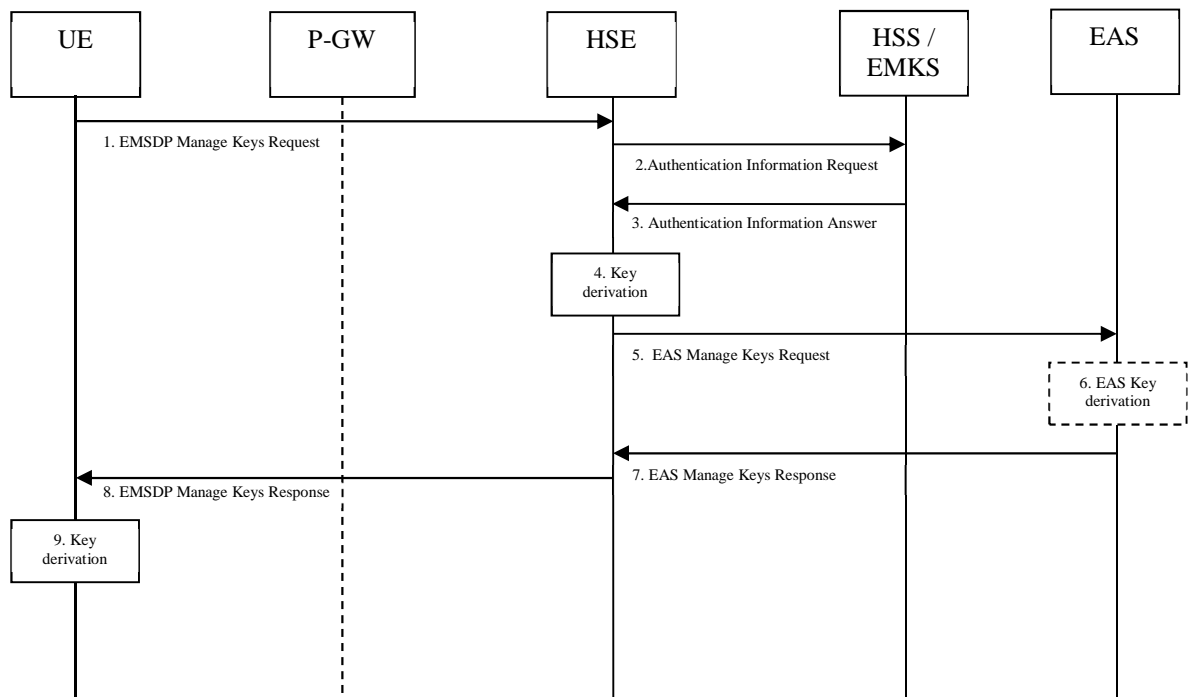 UE
P-GW
HSE
HSS /
EMKS
EAS
1. EMSDP Manage Keys Request
2.Authentication Information Request
3. Authentication Information Answer
4. Key
derivation
5. EAS Manage Keys Request
6. EAS Key
derivation
7. EAS Manage Keys Response
8. EMSDP Manage Keys Response
9. Key
derivation